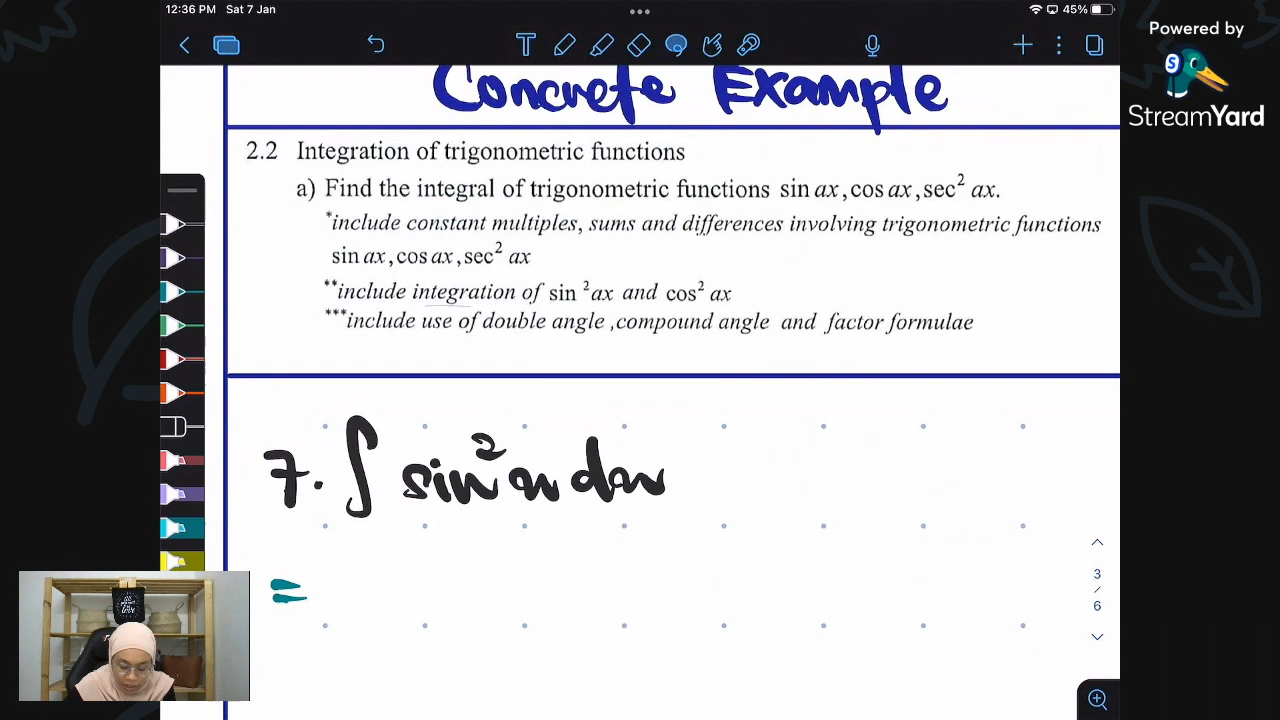 12:36 PM Sat 7 Jan
45%
Powered by
StreamYard
Concrete Example
2.2 Integration of trigonometric functions
a) Find the integral of trigonometric functions sin ax, cos ax, sec² ax.
*include constant multiples, sums and differences involving trigonometric functions
sin ax, cos ax, sec² ax
**include integration of sin ²ax and cos² ax
***include use of double angle ,compound angle and factor formulae
7. ∫ sin² x dx
=
3
/
6